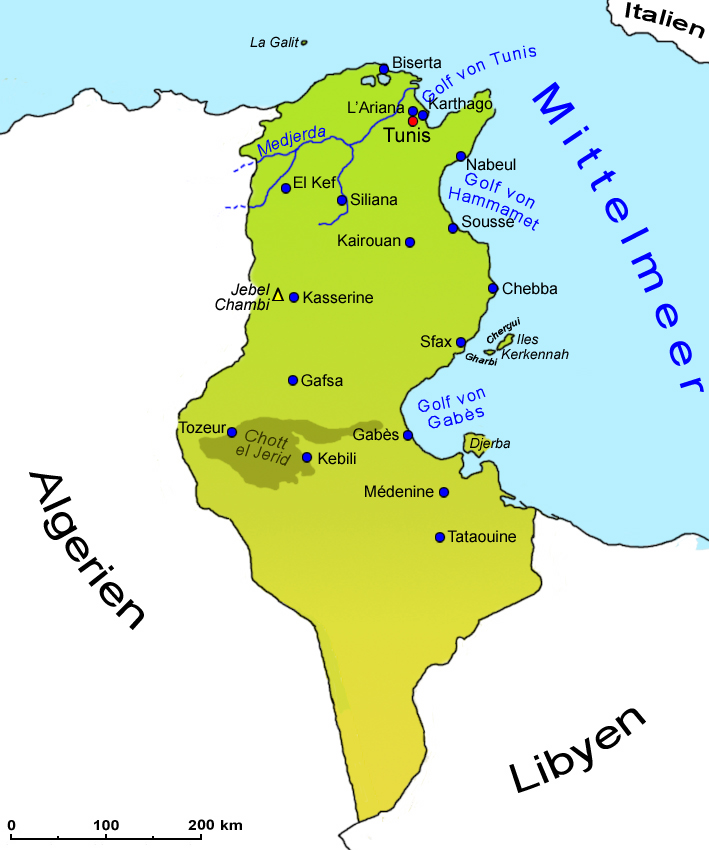 Italien
La Galit
Biserta
Golf von Tunis
L'Ariana
Karthago
Tunis
Mittelmeer
Medjerda
Nabeul
El Kef
Golf von
Hammamet
Siliana
Sousse
Kairouan
Jebel
Chambi
Kasserine
Chebba
Sfax
Chergui
Gharbi
Iles
Kerkennah
Gafsa
Golf von
Gabès
Tozeur
Chott
el Jerid
Gabès
Djerba
Kebili
Médenine
Algerien
Tataouine
Libyen
0 100 200 km